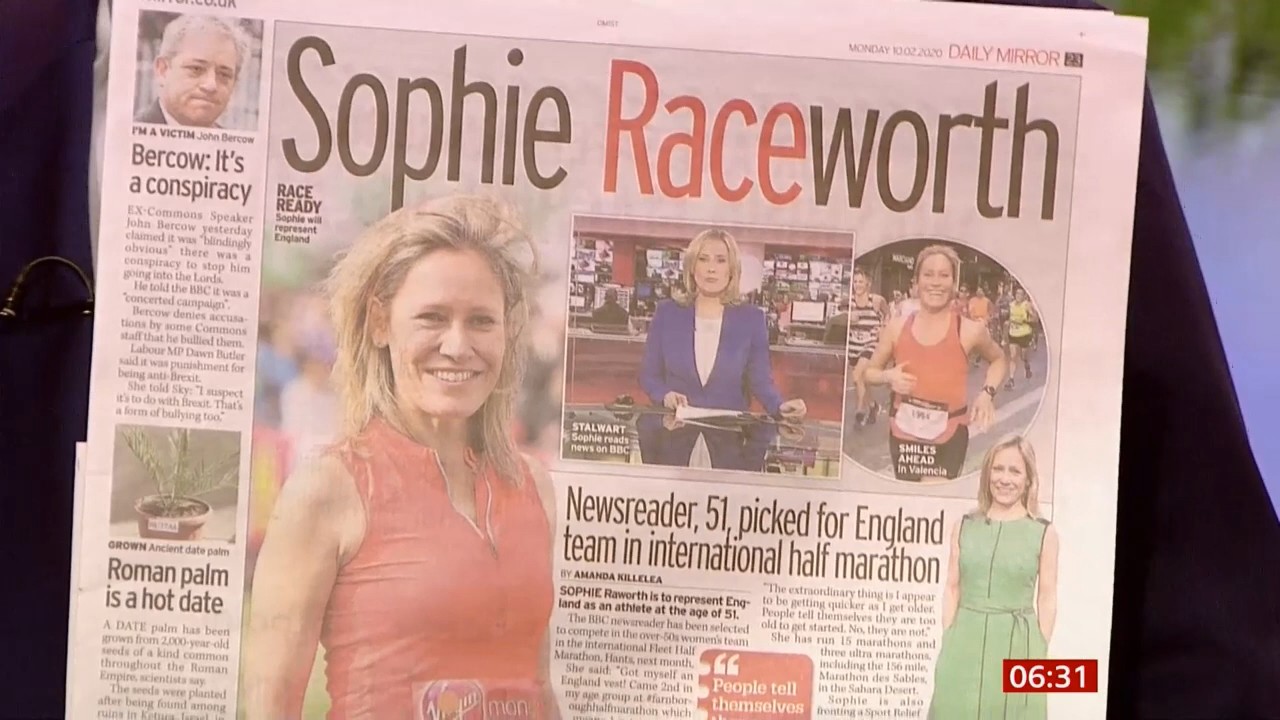 mirror.co.uk
DM1ST
MONDAY 10.02.2020 DAILY MIRROR 23
Sophie Raceworth
I'M A VICTIM John Bercow
Bercow: It's
a conspiracy
EX-Commons Speaker
John Bercow yesterday
claimed it was "blindingly
obvious" there was a
conspiracy to stop him
going into the Lords.
He told the BBC it was a
"concerted campaign".
Bercow denies accusa-
tions by some Commons
staff that he bullied them.
Labour MP Dawn Butler
said it was punishment for
being anti-Brexit.
She told Sky: "I suspect
it's to do with Brexit. That's
a form of bullying too."
GROWN Ancient date palm
Roman palm
is a hot date
A DATE palm has been
grown from 2,000-year-old
seeds of a kind common
throughout the Roman
Empire, scientists say.
The seeds were planted
after being found among
ruins in Ketura, Israel, in
RACE
READY
Sophie will
represent
England
STALWART
Sophie reads
news on BBC
SMILES
AHEAD
In Valencia
Newsreader, 51, picked for England
team in international half marathon
BY AMANDA KILLELEA
SOPHIE Raworth is to represent Eng-
land as an athlete at the age of 51.
The BBC newsreader has been selected
to compete in the over-50s women's team
in the international Fleet Half
Marathon, Hants, next month.
She said: "Got myself an
England vest! Came 2nd in
my age group at #farnbor-
oughhalfmarathon which
"The extraordinary thing is I appear
to be getting quicker as I get older.
People tell themselves they are too
old to get started. No, they are not."
She has run 15 marathons and
three ultra marathons,
including the 156 mile,
Marathon des Sables,
in the Sahara Desert.
Sophie is also
fronting a Sport Relief
“ People tell
themselves
06:31